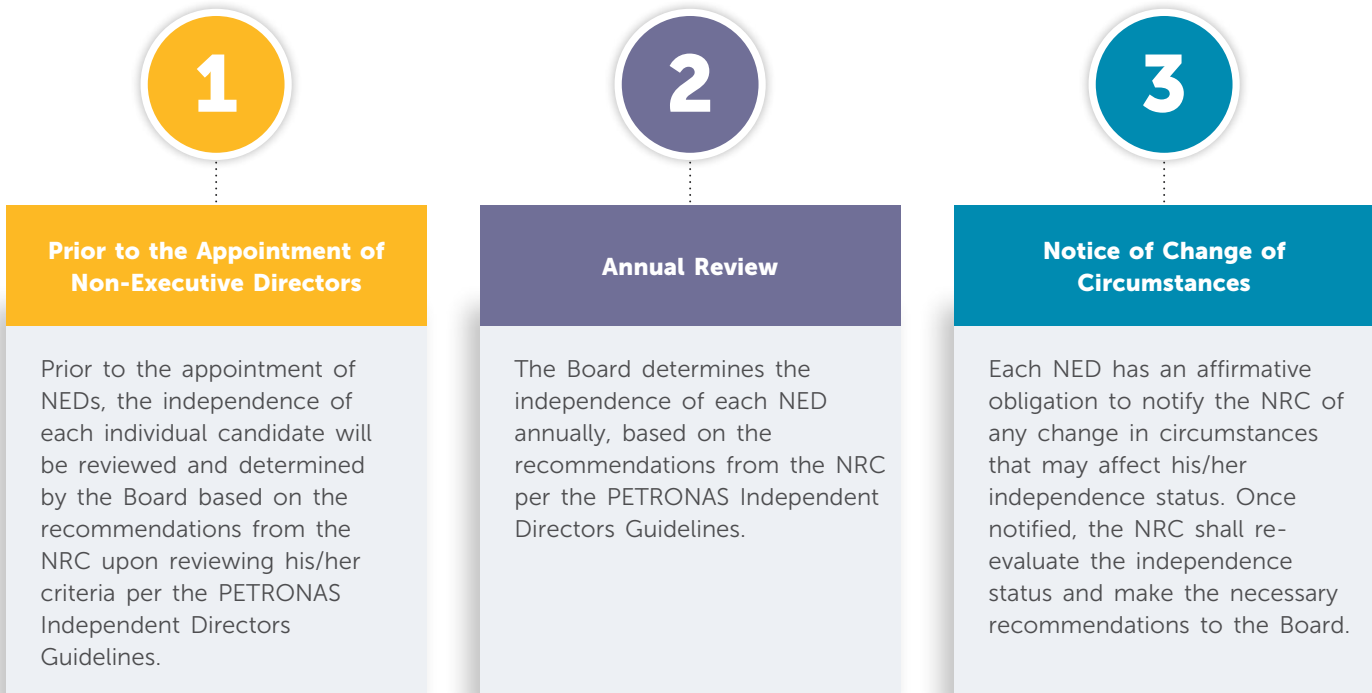 1
Prior to the Appointment of
Non-Executive Directors
Prior to the appointment of
NEDs, the independence of
each individual candidate will
be reviewed and determined
by the Board based on the
recommendations from the
NRC upon reviewing his/her
criteria per the PETRONAS
Independent Directors
Guidelines.
2
Annual Review
The Board determines the
independence of each NED
annually, based on the
recommendations from the NRC
per the PETRONAS Independent
Directors Guidelines.
3
Notice of Change of
Circumstances
Each NED has an affirmative
obligation to notify the NRC of
any change in circumstances
that may affect his/her
independence status. Once
notified, the NRC shall re-
evaluate the independence
status and make the necessary
recommendations to the Board.